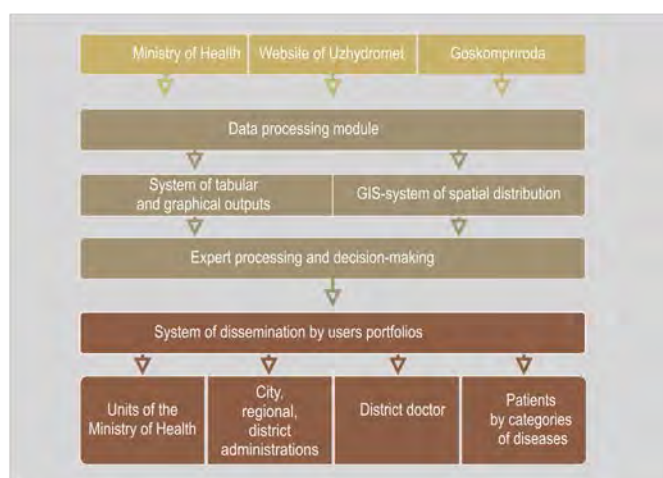 Ministry of Health
Website of Uzhydromet
Goskompriroda
Data processing module
System of tabular
and graphical outputs
GIS-system of spatial distribution
Expert processing and decision-making
System of dissemination by users portfolios
Units of the
Ministry of Health
City,
regional,
district
administrations
District doctor
Patients
by categories
of diseases